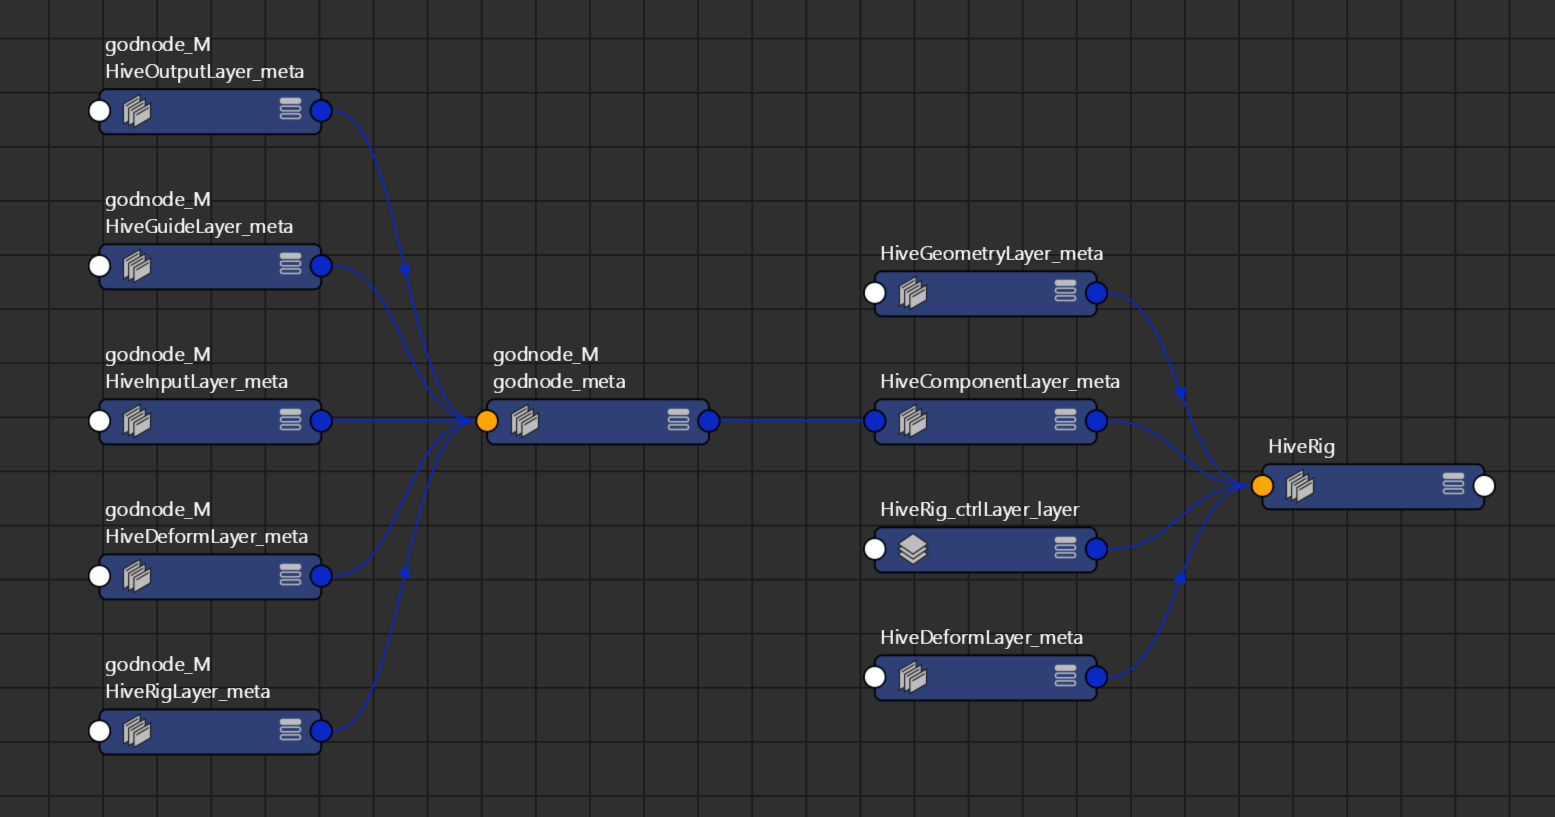 godnode_M
HiveOutputLayer_meta
godnode_M
HiveGuideLayer_meta
godnode_M
HiveInputLayer_meta
godnode_M
HiveDeformLayer_meta
godnode_M
HiveRigLayer_meta
godnode_M
godnode_meta
HiveGeometryLayer_meta
HiveComponentLayer_meta
HiveRig_ctrlLayer_layer
HiveDeformLayer_meta
HiveRig